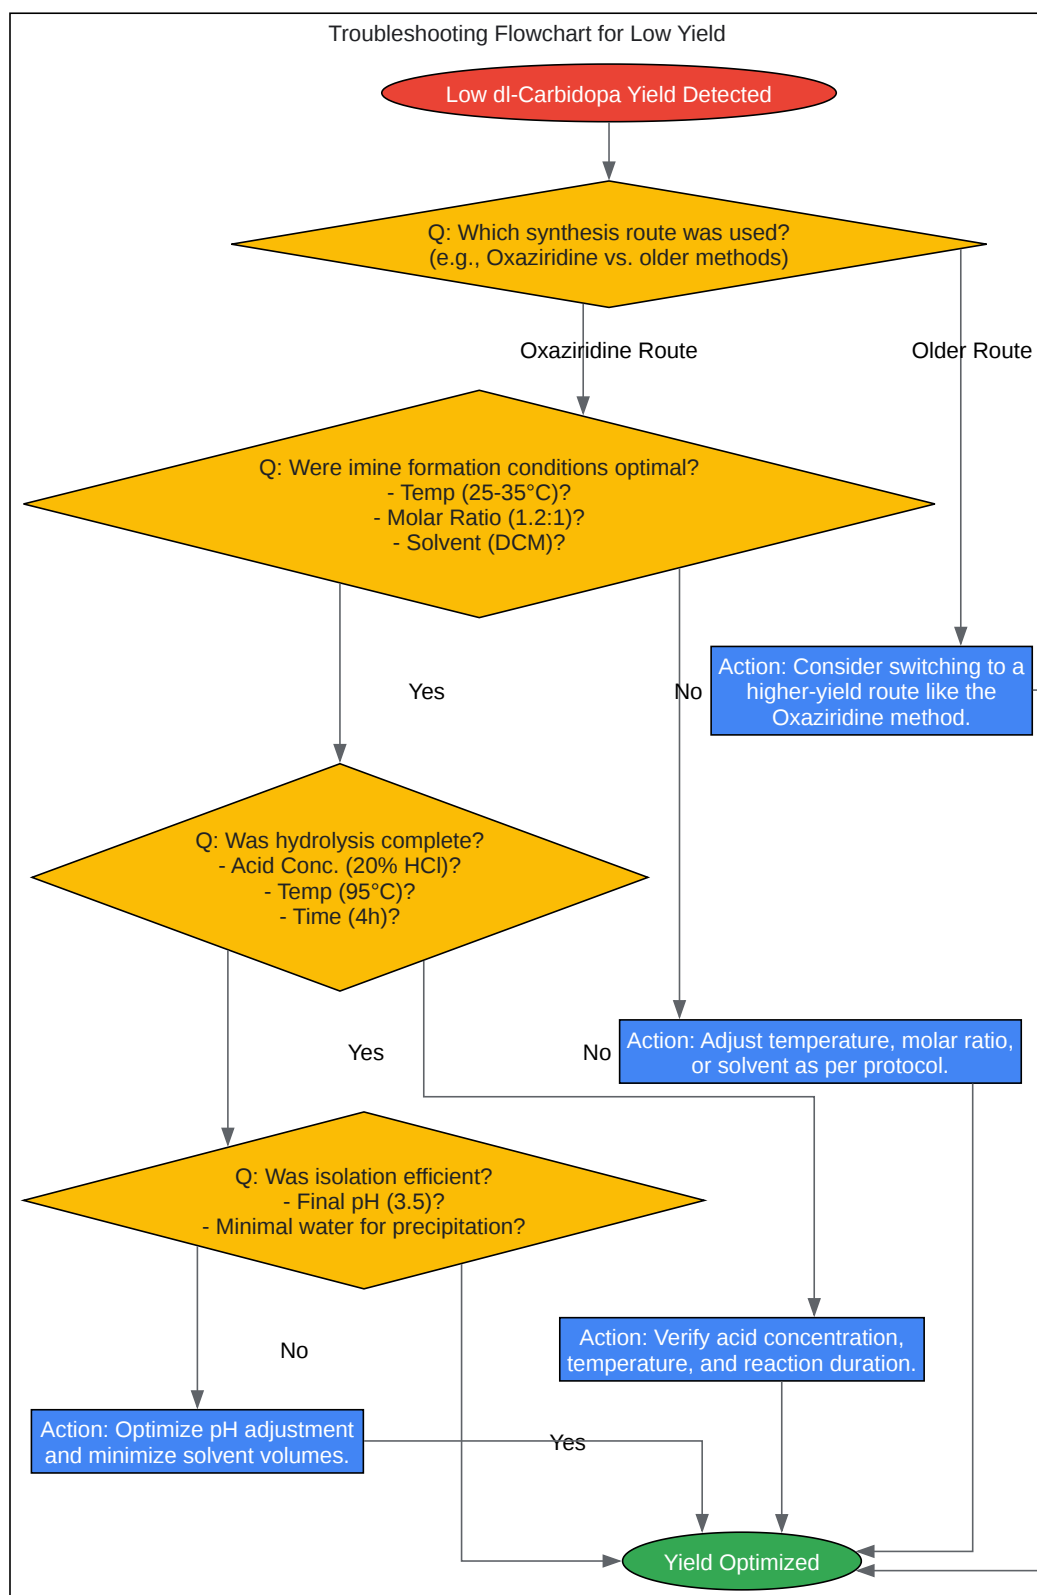 Troubleshooting Flowchart for Low Yield
Low dl-Carbidopa Yield Detected
Q: Which synthesis route was used?
(e.g., Oxaziridine vs. older methods)
Oxaziridine Route
Older Route
Q: Were imine formation conditions optimal?
- Temp (25-35°C)?
- Molar Ratio (1.2:1)?
- Solvent (DCM)?
Yes
No
Action: Consider switching to a
higher-yield route like the
Oxaziridine method.
Q: Was hydrolysis complete?
- Acid Conc. (20% HCl)?
- Temp (95°C)?
- Time (4h)?
Yes
No
Action: Adjust temperature, molar ratio,
or solvent as per protocol.
Q: Was isolation efficient?
- Final pH (3.5)?
- Minimal water for precipitation?
No
Action: Verify acid concentration,
temperature, and reaction duration.
Action: Optimize pH adjustment
and minimize solvent volumes.
Yes
Yield Optimized